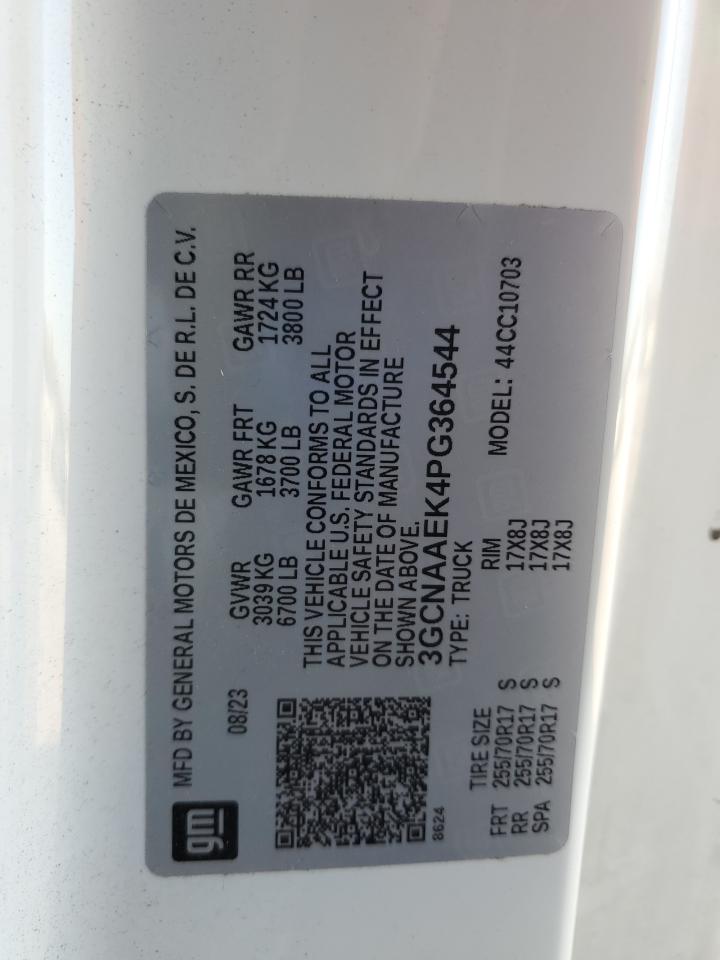 gm
MFD BY GENERAL MOTORS DE MEXICO, S. DE R.L. DE C.V.
08/23
GVWR GAWR FRT GAWR RR
3039 KG 1678 KG 1724 KG
6700 LB 3700 LB 3800 LB
THIS VEHICLE CONFORMS TO ALL
APPLICABLE U.S. FEDERAL MOTOR
VEHICLE SAFETY STANDARDS IN EFFECT
ON THE DATE OF MANUFACTURE
SHOWN ABOVE.
3GCNAAEK4PG364544
8624
TYPE: TRUCK
MODEL: 44CC10703
TIRE SIZE RIM
FRT 255/70R17 S 17X8J
RR 255/70R17 S 17X8J
SPA 255/70R17 S 17X8J